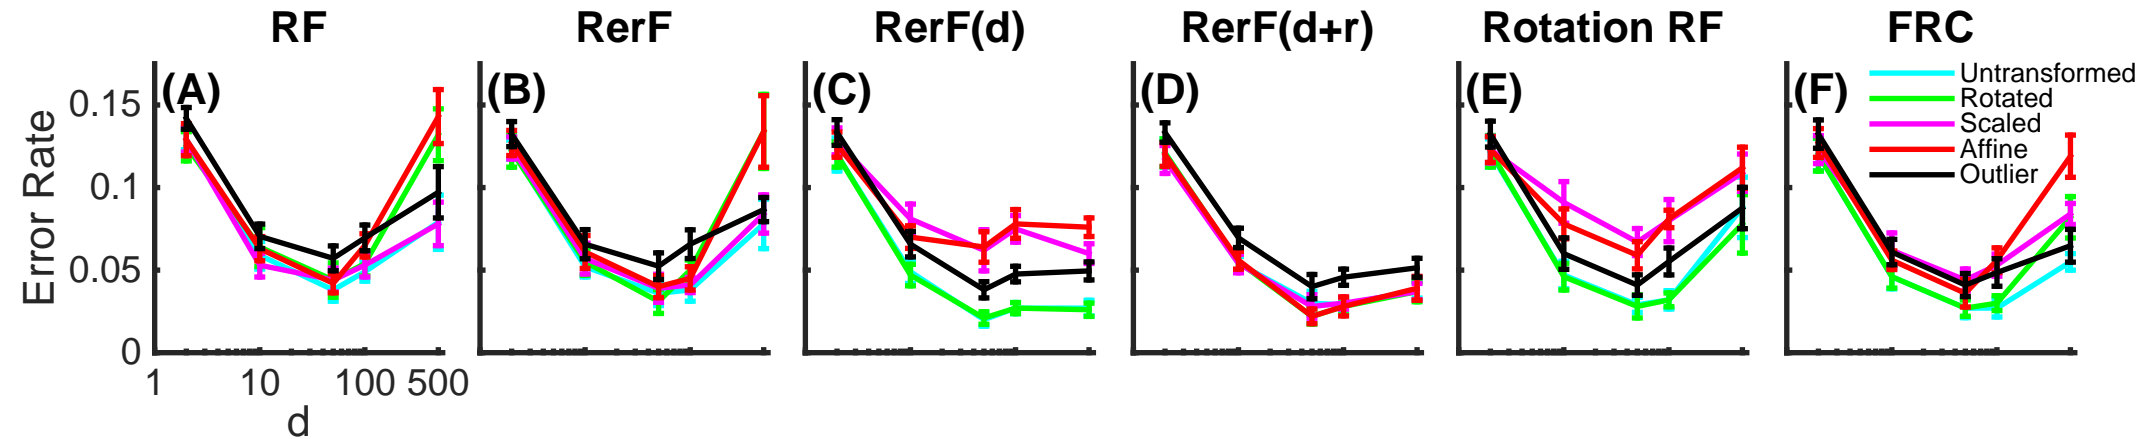 RF
RerF
RerF(d)
RerF(d+r)
Rotation RF
FRC
(A)
(B)
(C)
(D)
(E)
(F)
Untransformed
Rotated
Scaled
Affine
Outlier
Error Rate
0.15
0.1
0.05
0
1 10 100 500
d